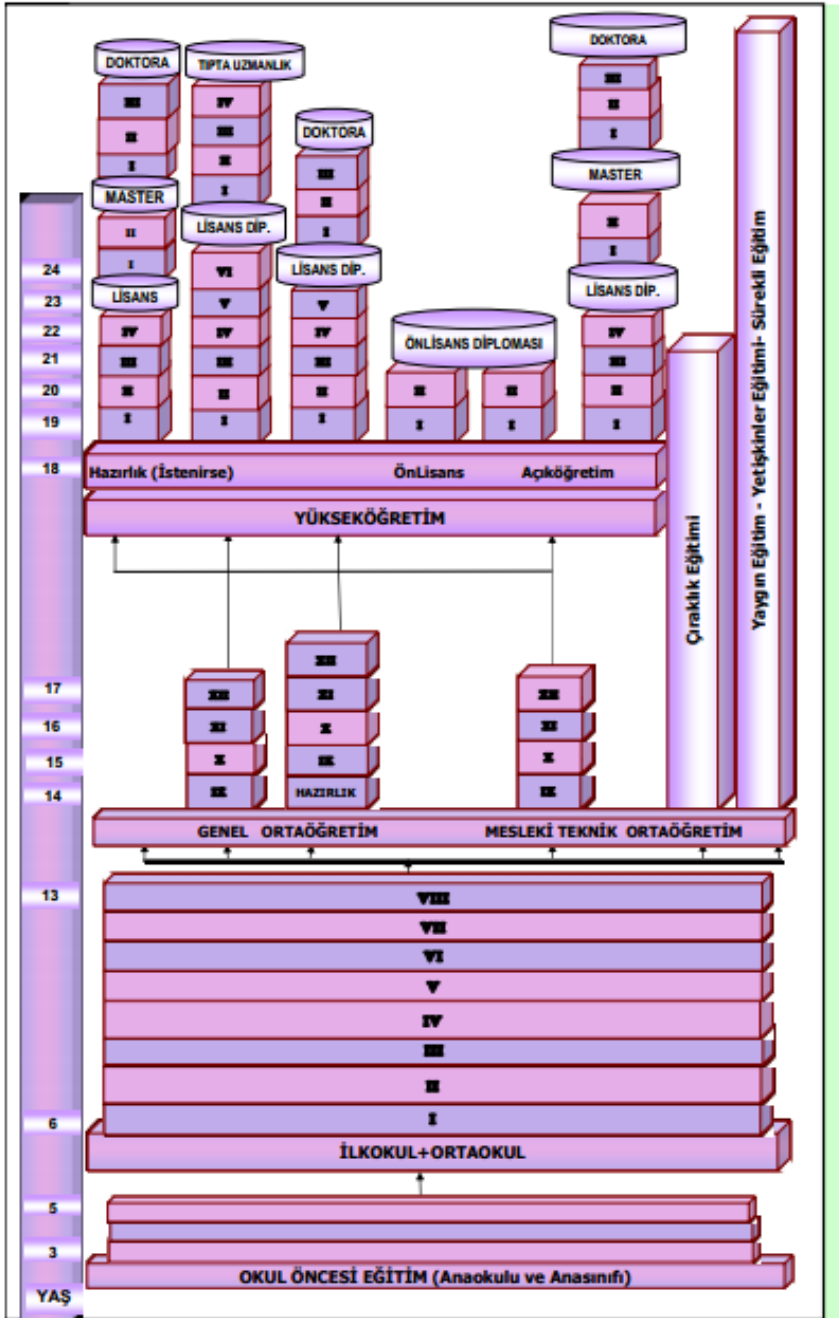 DOKTORA
TIPTA UZMANLIK
DOKTORA
III
IV
III
II
III
DOKTORA
II
I
II
III
I
I
II
MASTER
LİSANS DİP.
I
MASTER
II
VI
LİSANS DİP.
II
I
I
24
LİSANS
V
V
LİSANS DİP.
23
IV
IV
IV
ÖNLİSANS DİPLOMASI
IV
22
III
III
III
III
21
II
II
II
II
II
II
20
I
I
I
I
I
I
19
18
Hazırlık (İstenirse)
ÖnLisans
Açıköğretim
YÜKSEKÖĞRETİM
Çıraklık Eğitimi
Yaygın Eğitim - Yetişkinler Eğitimi- Sürekli Eğitim
XII
17
XII
XI
XII
16
XI
X
XI
15
X
IX
X
14
IX
HAZIRLIK
IX
GENEL ORTAÖĞRETİM
MESLEKİ TEKNİK ORTAÖĞRETİM
13
VIII
VII
VI
V
IV
III
II
6
I
İLKOKUL+ORTAOKUL
5
3
OKUL ÖNCESİ EĞİTİM (Anaokulu ve Anasınıfı)
YAŞ